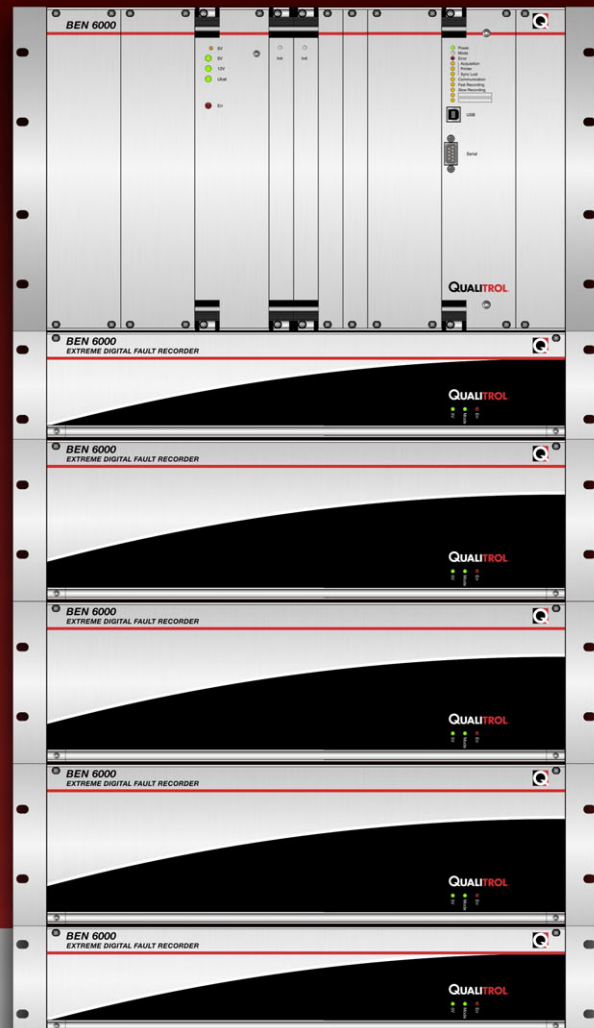 BEN 6000
5V
5V
12V
Ubat
Err
Init
Init
Power
Mode
Error
Acquisition
Printer
Sync Lost
Communication
Fast Recording
Slow Recording
USB
Serial
QUALITROL
BEN 6000
EXTREME DIGITAL FAULT RECORDER
QUALITROL
5V
Mode
Err
BEN 6000
EXTREME DIGITAL FAULT RECORDER
QUALITROL
5V
Mode
Err
BEN 6000
EXTREME DIGITAL FAULT RECORDER
QUALITROL
5V
Mode
Err
BEN 6000
EXTREME DIGITAL FAULT RECORDER
QUALITROL
5V
Mode
Err
BEN 6000
EXTREME DIGITAL FAULT RECORDER
QUALITROL
5V
Mode
Err